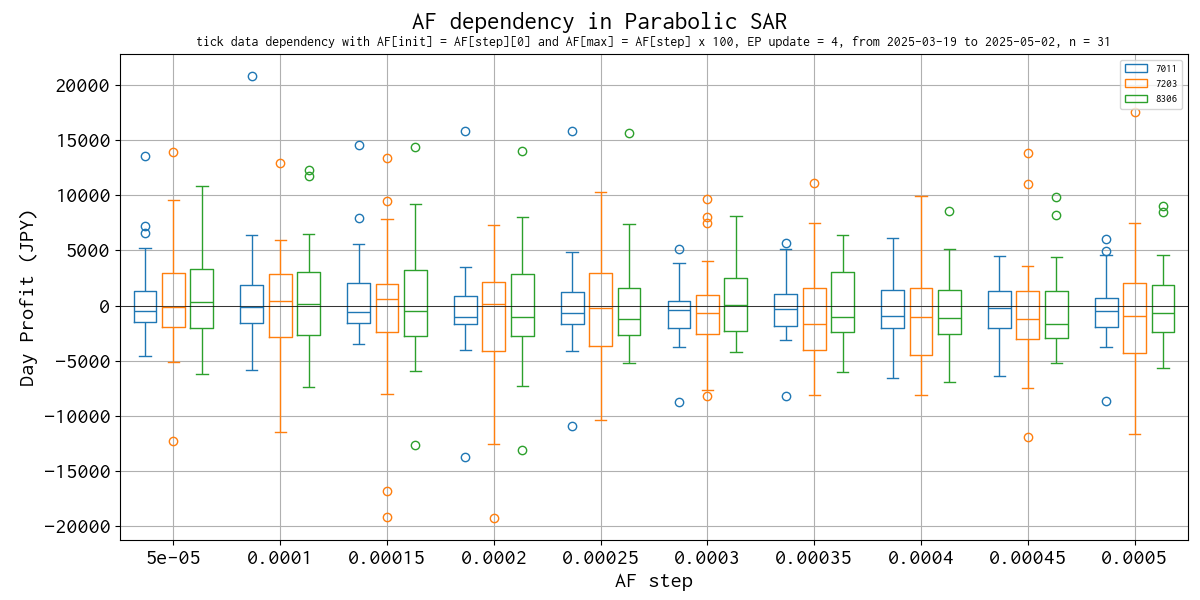 AF dependency in Parabolic SAR
tick data dependency with AF[init] = AF[step][0] and AF[max] = AF[step] x 100, EP update = 4, from 2025-03-19 to 2025-05-02, n = 31
7011
7203
8306
Day Profit (JPY)
20000
15000
10000
5000
0
−5000
−10000
−15000
−20000
5e−05 0.0001 0.00015 0.0002 0.00025 0.0003 0.00035 0.0004 0.00045 0.0005
AF step